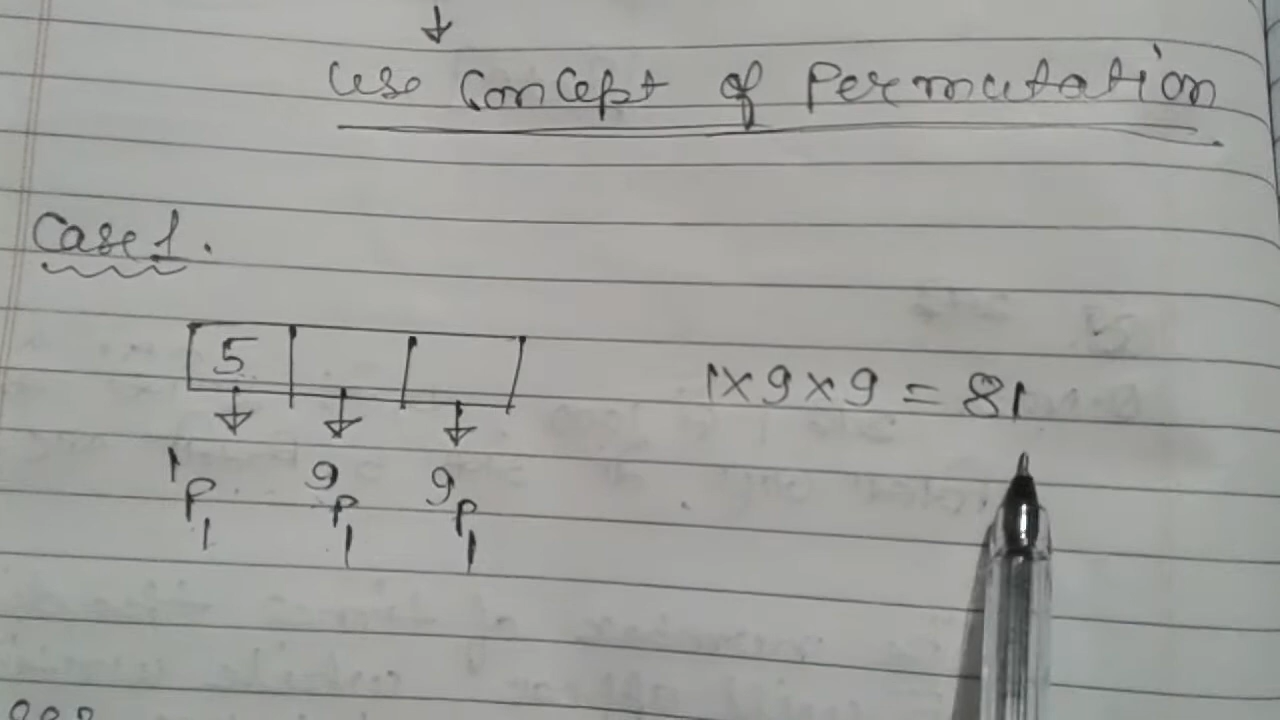 ↓
Use Concept of Permutation
Case 1.
5
1×9×9 = 81
↓ ↓ ↓
¹P₁ ⁹P₁ ⁹P₁